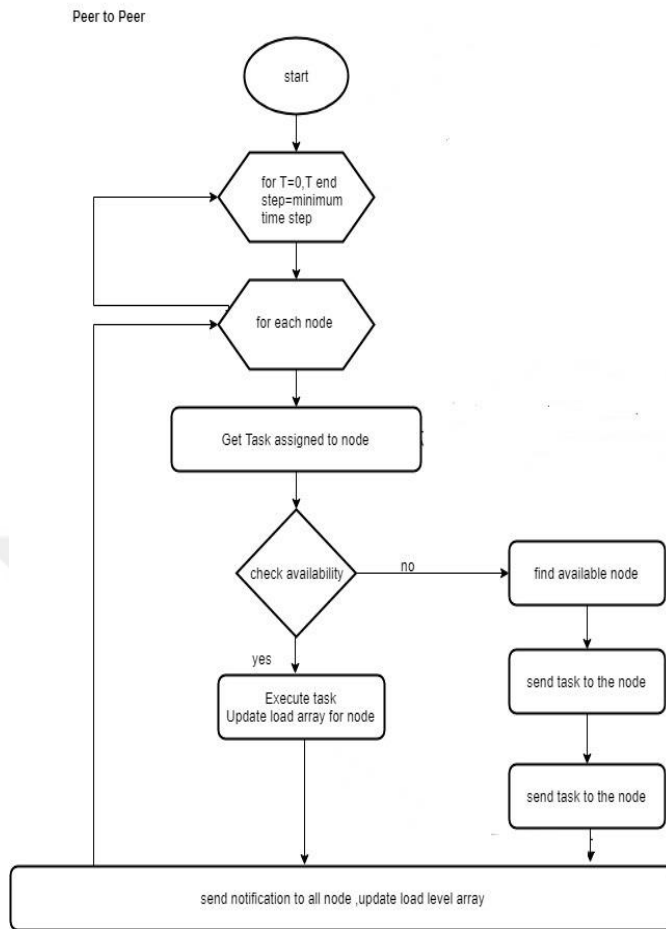 Peer to Peer
start
for T=0,T end
step=minimum
time step
for each node
Get Task assigned to node
check availability
no
find available node
yes
Execute task
Update load array for node
send task to the node
send task to the node
send notification to all node ,update load level array